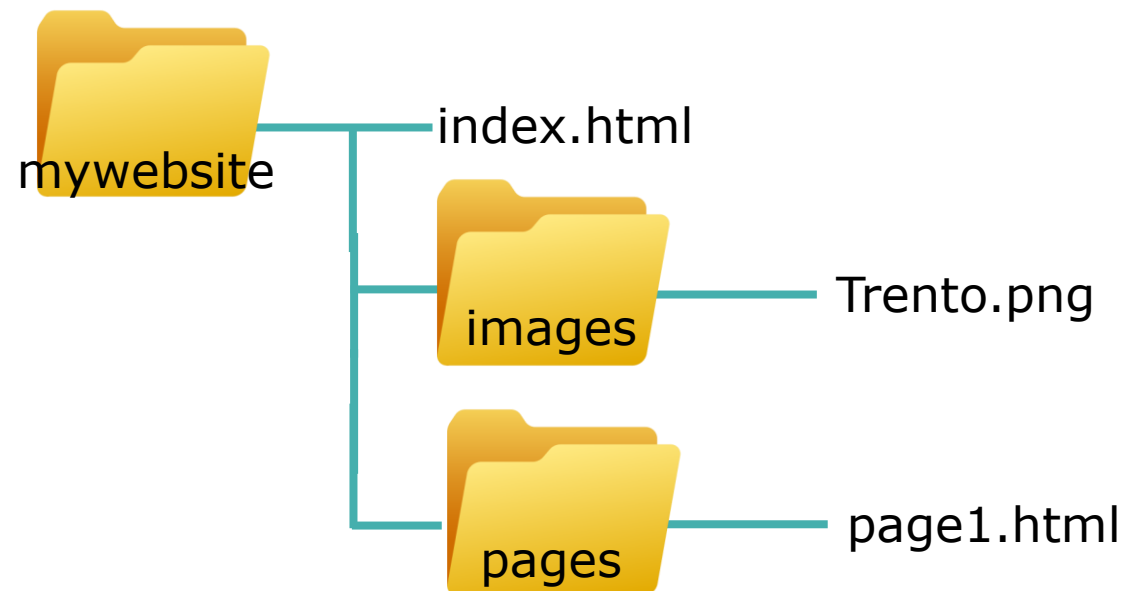 index.html
mywebsite
Trento.png
images
page1.html
pages